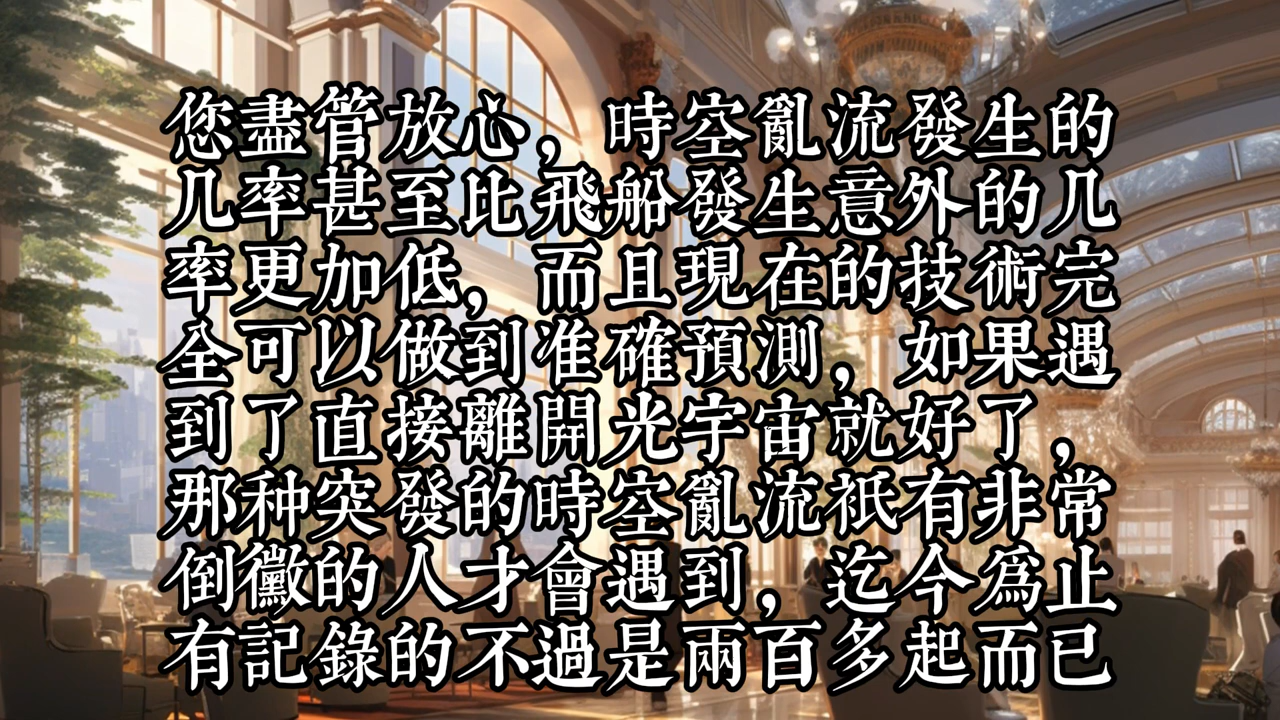 您盡管放心，時空亂流發生的
几率甚至比飛船發生意外的几
率更加低，而且現在的技術完
全可以做到准確預測，如果遇
到了直接離開光宇宙就好了，
那种突發的時空亂流衹有非常
倒黴的人才會遇到，迄今爲止
有記錄的不過是兩百多起而已